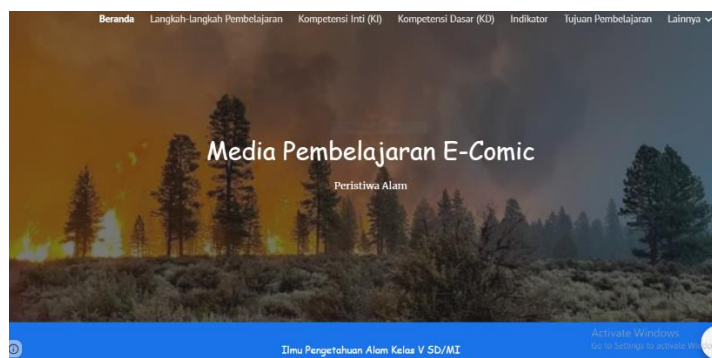 Beranda Langkah-langkah Pembelajaran Kompetensi Inti (KI) Kompetensi Dasar (KD) Indikator Tujuan Pembelajaran Lainnya
Media Pembelajaran E-Comic
Peristiwa Alam
Activate Windows
Go to Settings to activate
Ilmu Pengetahuan Alam Kelas V SD/MI